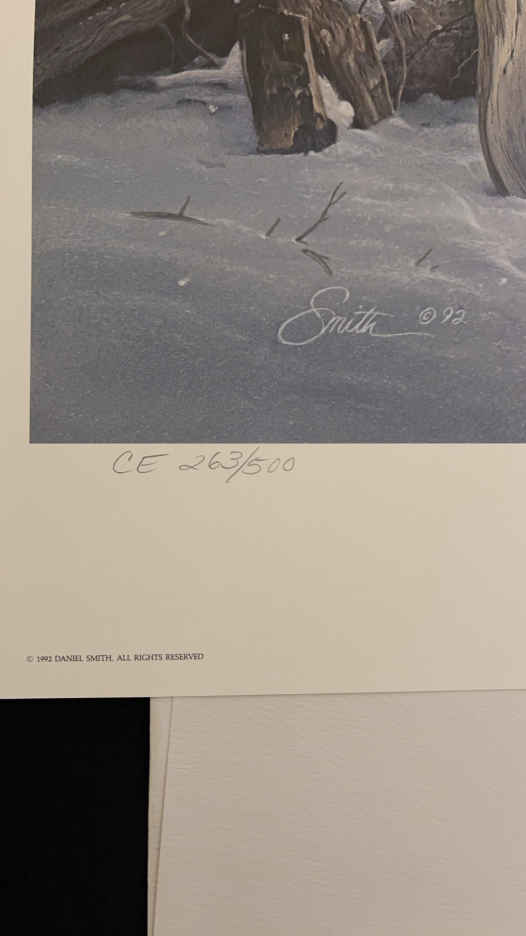 Smith © 92
CE 263/500
© 1992 DANIEL SMITH, ALL RIGHTS RESERVED